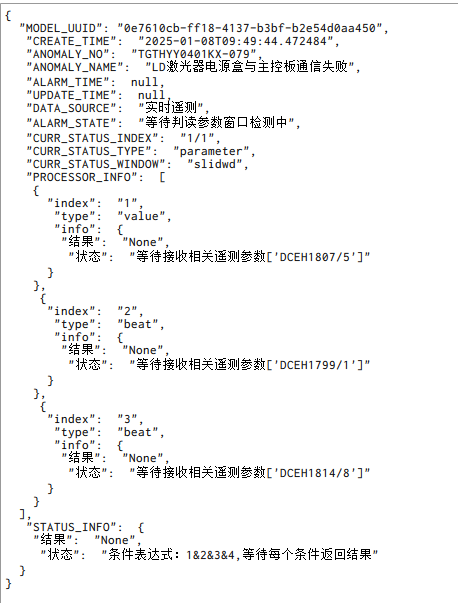 {
"MODEL_UUID": "0e7610cb-ff18-4137-b3bf-b2e54d0aa450",
"CREATE_TIME": "2025-01-08T09:49:44.472484",
"ANOMALY_NO": "TGTHYY0401KX-079",
"ANOMALY_NAME": "LD激光器电源盒与主控板通信失败",
"ALARM_TIME": null,
"UPDATE_TIME": null,
"DATA_SOURCE": "实时遥测",
"ALARM_STATE": "等待判读参数窗口检测中",
"CURR_STATUS_INDEX": "1/1",
"CURR_STATUS_TYPE": "parameter",
"CURR_STATUS_WINDOW": "slidwd",
"PROCESSOR_INFO": [
{
"index": "1",
"type": "value",
"info": {
"结果": "None",
"状态": "等待接收相关遥测参数['DCEH1807/5']"
}
},
{
"index": "2",
"type": "beat",
"info": {
"结果": "None",
"状态": "等待接收相关遥测参数['DCEH1799/1']"
}
},
{
"index": "3",
"type": "beat",
"info": {
"结果": "None",
"状态": "等待接收相关遥测参数['DCEH1814/8']"
}
}
],
"STATUS_INFO": {
"结果": "None",
"状态": "条件表达式：1&2&3&4,等待每个条件返回结果"
}
}